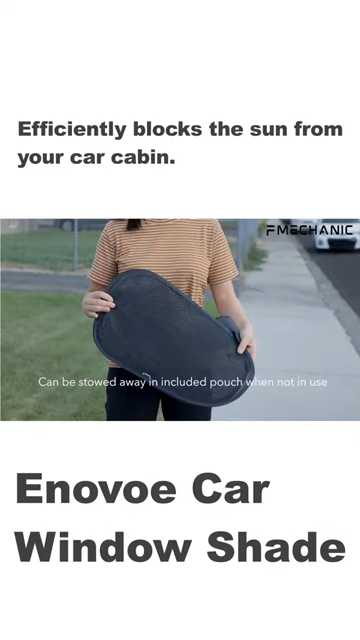 Efficiently blocks the sun from
your car cabin.
FMECHANIC
Can be stowed away in included pouch when not in use
Enovoe Car
Window Shade